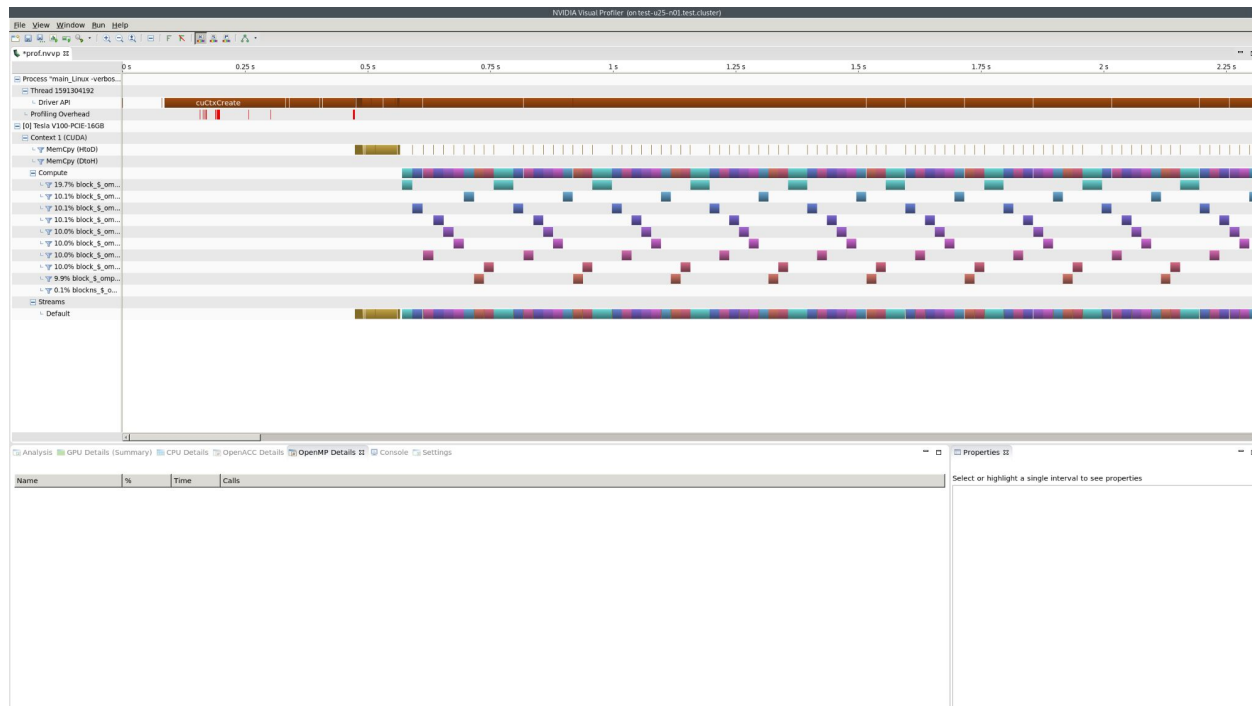 NVIDIA Visual Profiler (on test-u25-n01.test.cluster)
File View Window Run Help
*prof.nvvp
0 s 0.25 s 0.5 s 0.75 s 1 s 1.25 s 1.5 s 1.75 s 2 s 2.25 s
Process "main_Linux -verbos...
Thread 1591304192
Driver API
cuCtxCreate
Profiling Overhead
[0] Tesla V100-PCIE-16GB
Context 1 (CUDA)
MemCpy (HtoD)
MemCpy (DtoH)
Compute
19.7% block_$_om...
10.1% block_$_om...
10.1% block_$_om...
10.1% block_$_om...
10.0% block_$_om...
10.0% block_$_om...
10.0% block_$_om...
10.0% block_$_om...
9.9% block_$_omp...
0.1% blockns_$_o...
Streams
Default
Analysis GPU Details (Summary) CPU Details OpenACC Details OpenMP Details Console Settings
Name % Time Calls
Properties
Select or highlight a single interval to see properties